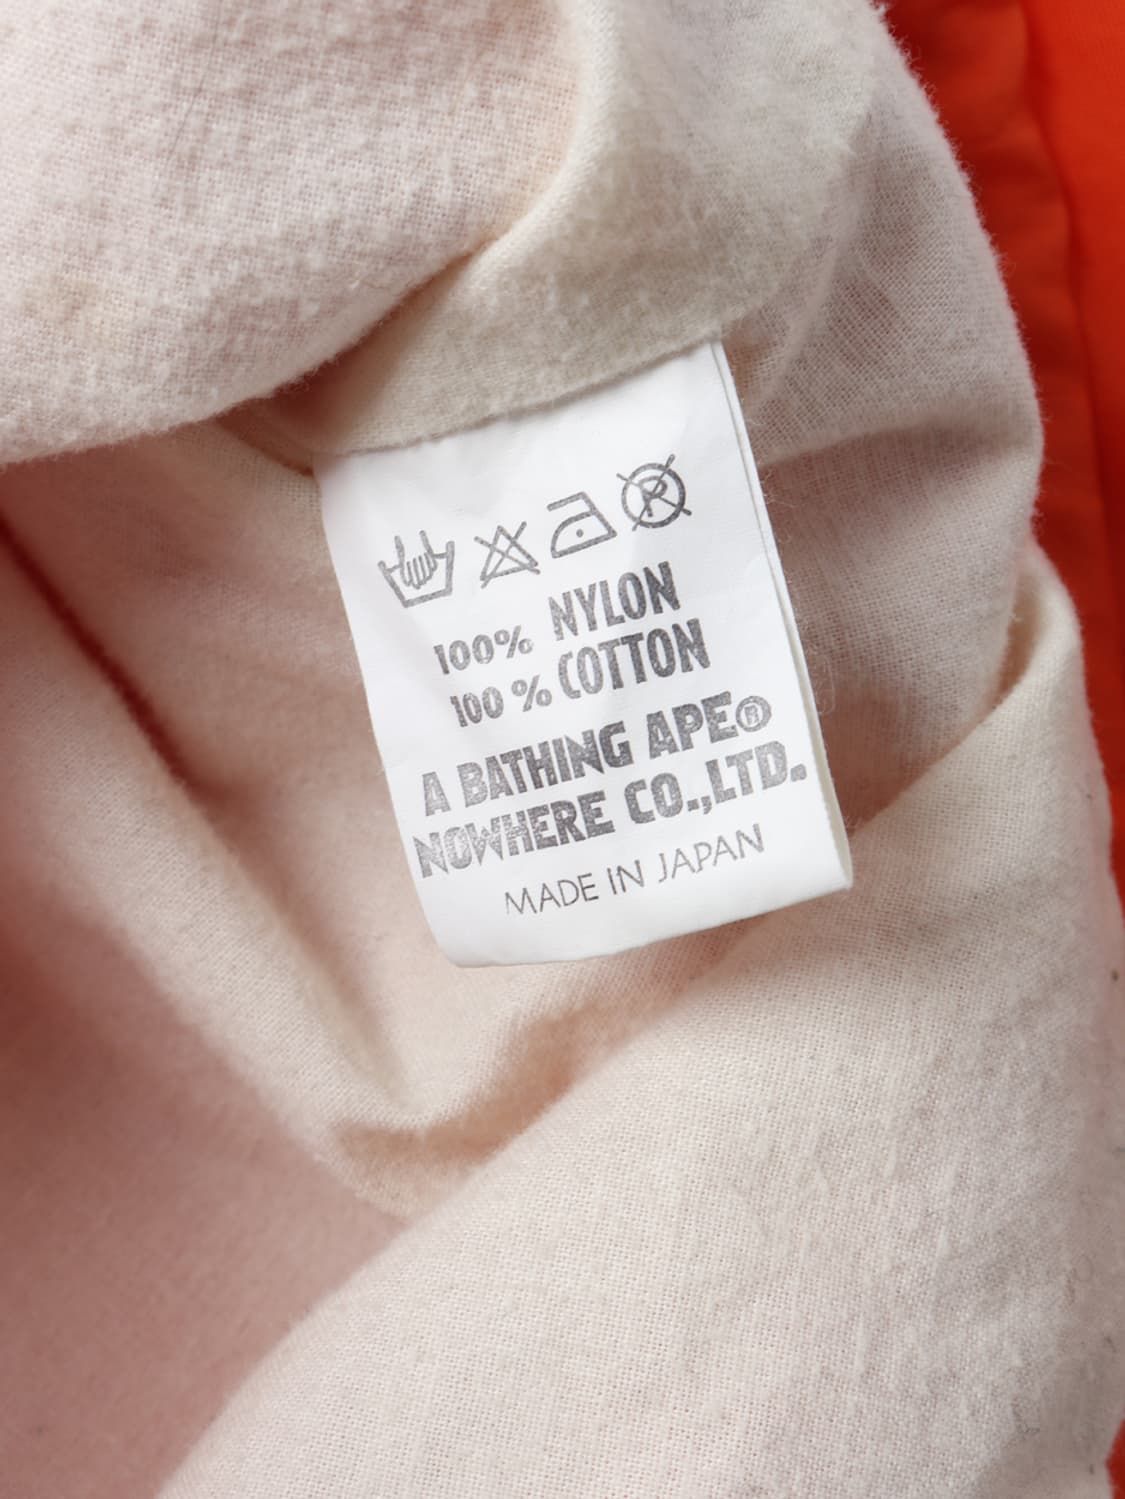 100% NYLON
100% COTTON
A BATHING APE®
NOWHERE CO.,LTD.
MADE IN JAPAN